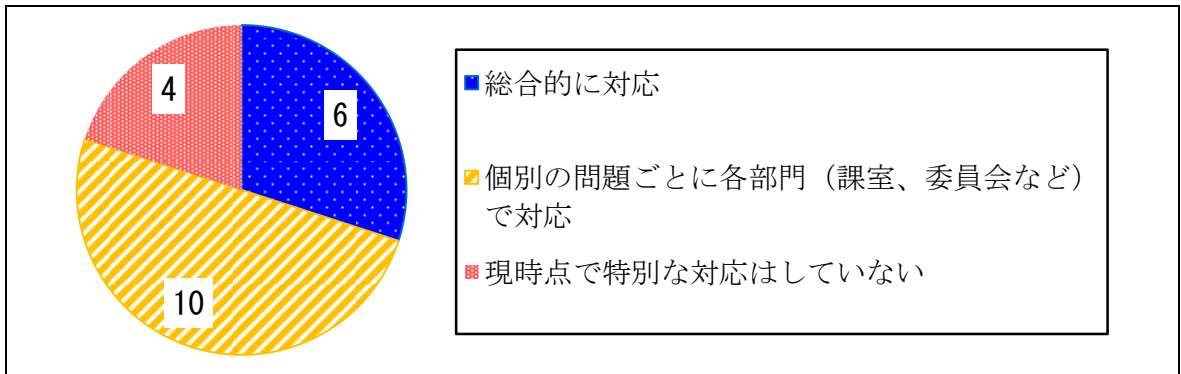 4
6
10
総合的に対応
個別の問題ごとに各部門（課室、委員会など）
で対応
現時点で特別な対応はしていない